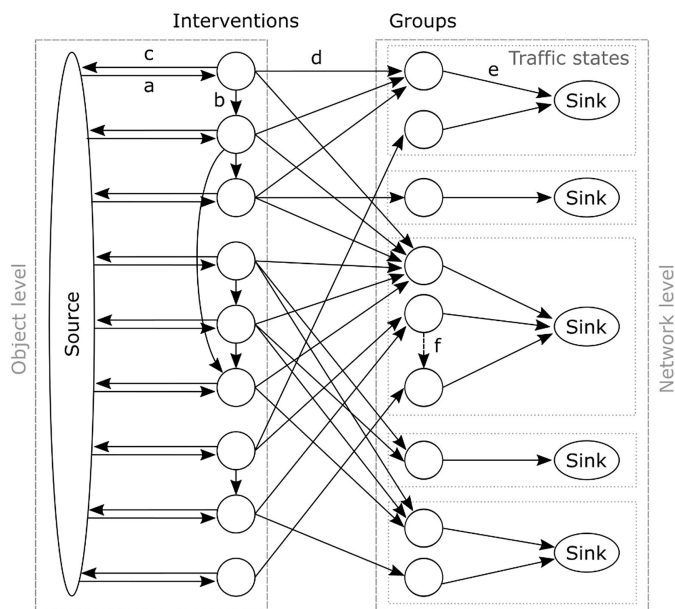 Interventions
Groups
c
d
Traffic states
a
e
b
Sink
Sink
Object level
Source
Sink
f
Network level
Sink
Sink